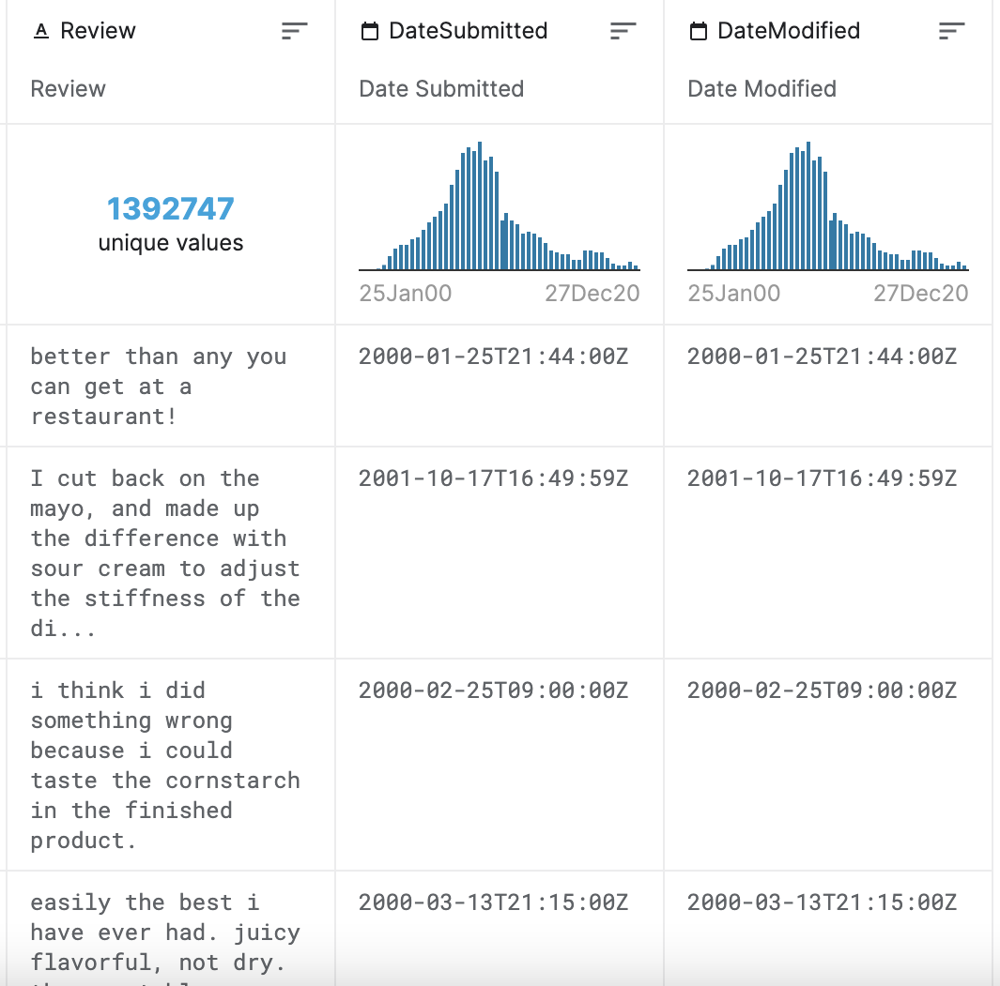 Review
DateSubmitted
DateModified
Review
Date Submitted
Date Modified
1392747
unique values
25Jan00
27Dec20
25Jan00
27Dec20
better than any you
can get at a
restaurant!
2000-01-25T21:44:00Z
2000-01-25T21:44:00Z
I cut back on the
mayo, and made up
the difference with
sour cream to adjust
the stiffness of the
di...
2001-10-17T16:49:59Z
2001-10-17T16:49:59Z
i think i did
something wrong
because i could
taste the cornstarch
in the finished
product.
2000-02-25T09:00:00Z
2000-02-25T09:00:00Z
easily the best i
have ever had. juicy
flavorful, not dry.
2000-03-13T21:15:00Z
2000-03-13T21:15:00Z